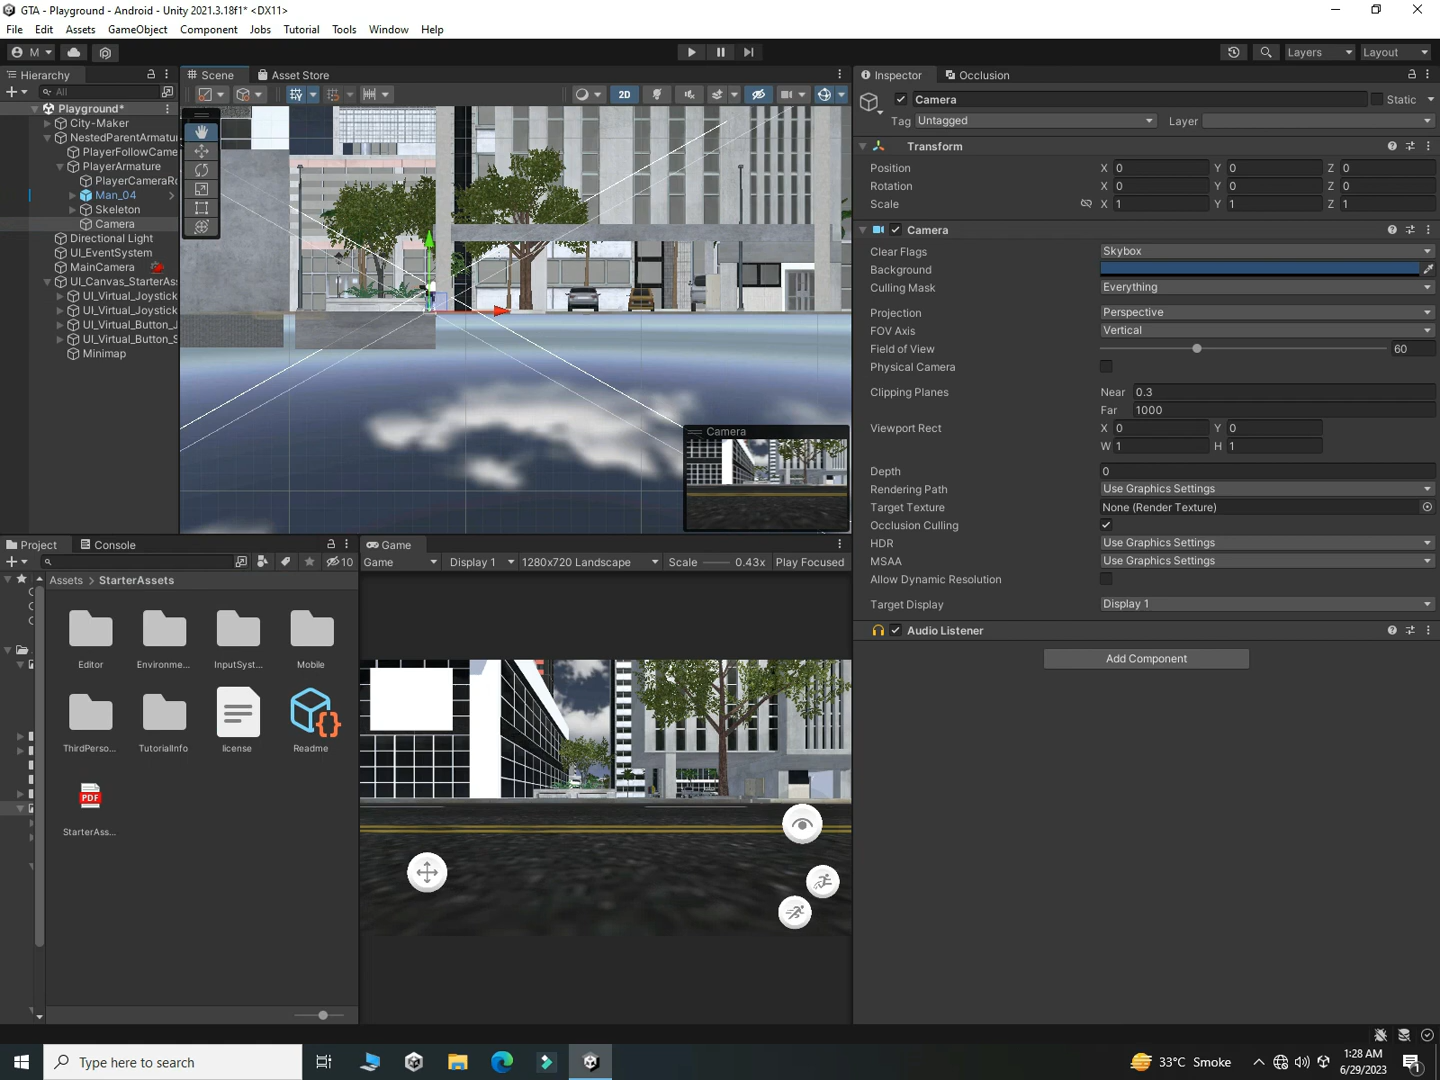 GTA - Playground - Android - Unity 2021.3.18f1* <DX11>
File Edit Assets GameObject Component Jobs Tutorial Tools Window Help
M Layers Layout
Hierarchy
All
Playground*
City-Maker
NestedParentArmatu
PlayerFollowCame
PlayerArmature
PlayerCameraRo
Man_04
Skeleton
Camera
Directional Light
UI_EventSystem
MainCamera
UI_Canvas_StarterAss
UI_Virtual_Joystick
UI_Virtual_Joystick
UI_Virtual_Button_J
UI_Virtual_Button_S
Minimap
Scene Asset Store
2D
Camera
Project Console
10
Assets > StarterAssets
Editor Environme... InputSyst... Mobile
ThirdPerso... TutorialInfo license Readme
PDF
StarterAss...
Game
Game Display 1 1280x720 Landscape Scale 0.43x Play Focused
Inspector Occlusion
Camera Static
Tag Untagged Layer
Transform
Position X 0 Y 0 Z 0
Rotation X 0 Y 0 Z 0
Scale X 1 Y 1 Z 1
Camera
Clear Flags Skybox
Background
Culling Mask Everything
Projection Perspective
FOV Axis Vertical
Field of View 60
Physical Camera
Clipping Planes Near 0.3
Far 1000
Viewport Rect X 0 Y 0
W 1 H 1
Depth 0
Rendering Path Use Graphics Settings
Target Texture None (Render Texture)
Occlusion Culling
HDR Use Graphics Settings
MSAA Use Graphics Settings
Allow Dynamic Resolution
Target Display Display 1
Audio Listener
Add Component
Type here to search
33°C Smoke
1:28 AM
6/29/2023
1